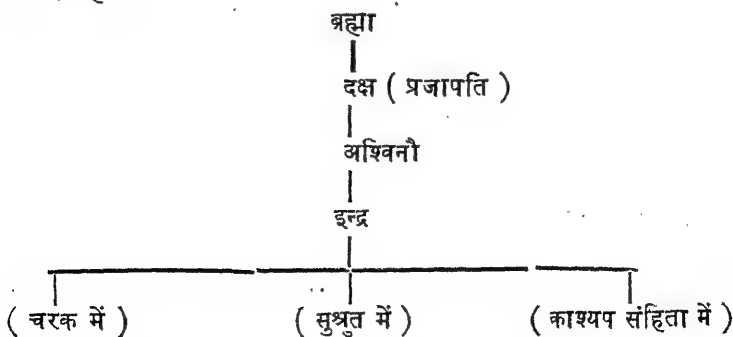 ब्रह्मा
दक्ष ( प्रजापति )
अश्विनौ
इन्द्र
( चरक में ) ( सुश्रुत में ) ( काश्यप संहिता में )